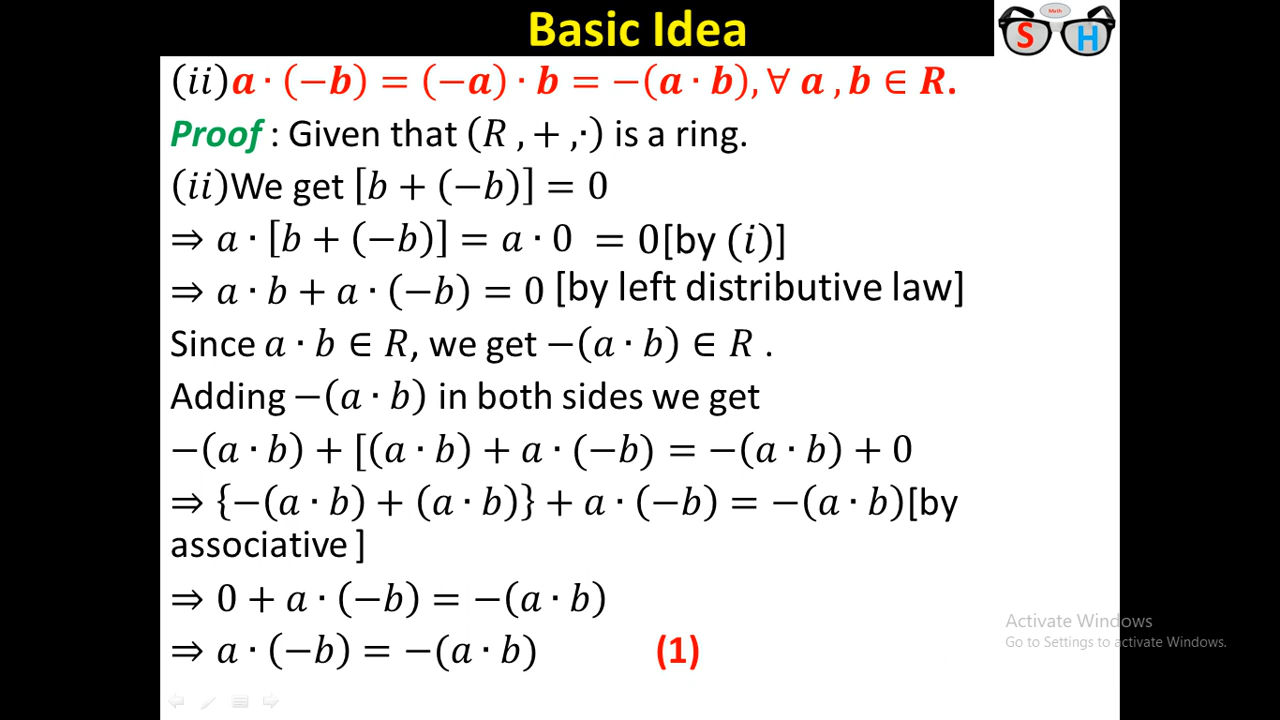 Basic Idea
Math
S H
(ii)a · (−b) = (−a) · b = −(a · b), ∀ a , b ∈ R.
Proof : Given that (R , + ,·) is a ring.
(ii)We get [b + (−b)] = 0
⇒ a · [b + (−b)] = a · 0 = 0[by (i)]
⇒ a · b + a · (−b) = 0 [by left distributive law]
Since a · b ∈ R, we get −(a · b) ∈ R .
Adding −(a · b) in both sides we get
−(a · b) + [(a · b) + a · (−b) = −(a · b) + 0
⇒ {−(a · b) + (a · b)} + a · (−b) = −(a · b)[by
associative ]
⇒ 0 + a · (−b) = −(a · b)
⇒ a · (−b) = −(a · b) (1)
Activate Windows
Go to Settings to activate Windows.